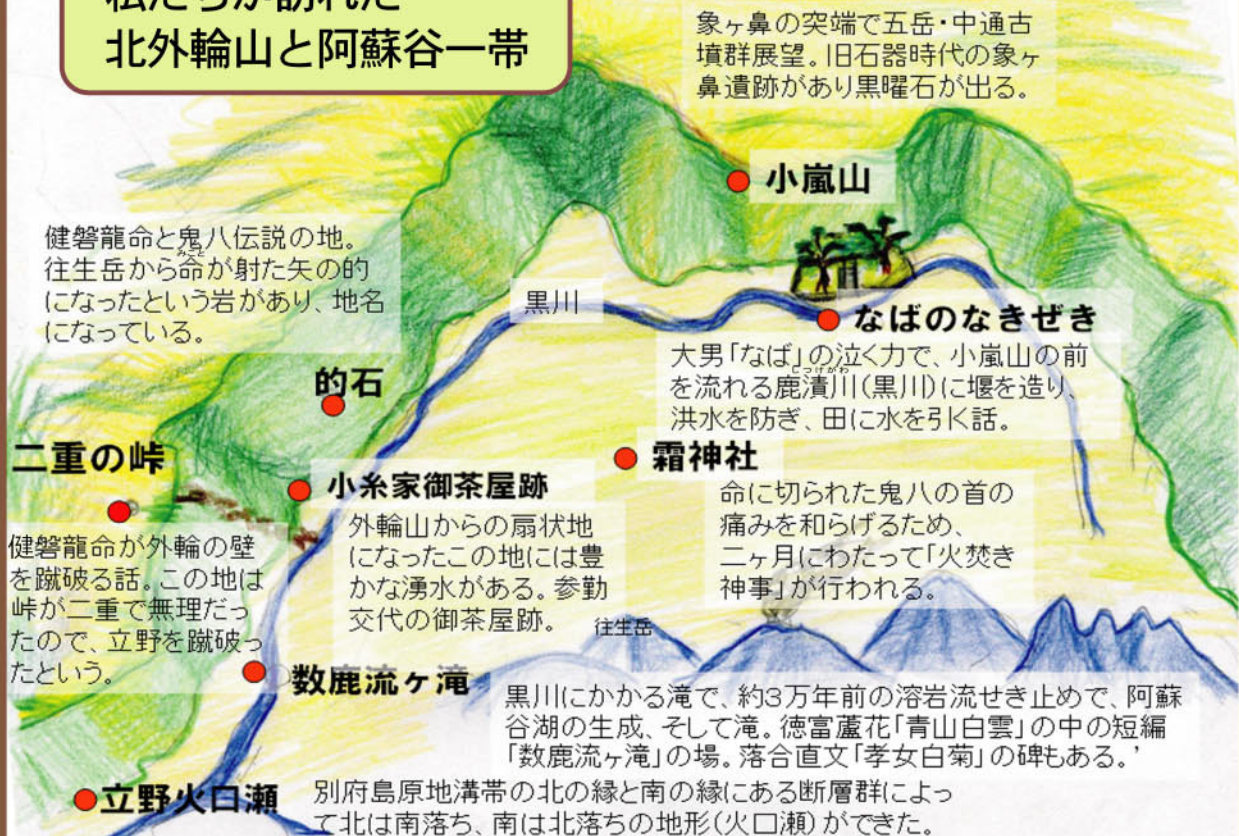 私たちが訪れた
北外輪山と阿蘇谷一帯
象ヶ鼻の突端で五岳・中通古
墳群展望。旧石器時代の象ヶ
鼻遺跡があり黒曜石が出る。
小嵐山
健磐龍命と鬼八伝説の地。
往生岳から命が射た矢の的
になったという岩があり、地名
になっている。
黒川
なばのなきぜき
大男「なば」の泣く力で、小嵐山の前
を流れる鹿漬川(黒川)に堰を造り、
洪水を防ぎ、田に水を引く話。
的石
二重の峠
健磐龍命が外輪の壁
を蹴破る話。この地は
峠が二重で無理だっ
たので、立野を蹴破っ
たという。
小糸家御茶屋跡
外輪山からの扇状地
になったこの地には豊
かな湧水がある。参勤
交代の御茶屋跡。
霜神社
命に切られた鬼八の首の
痛みを和らげるため、
二ヶ月にわたって「火焚き
神事」が行われる。
往生岳
数鹿流ヶ滝
黒川にかかる滝で、約3万年前の溶岩流せき止めで、阿蘇
谷湖の生成、そして滝。徳富蘆花「青山白雲」の中の短編
「数鹿流ヶ滝」の場。落合直文「孝女白菊」の碑もある。'
立野火口瀬
別府島原地溝帯の北の縁と南の縁にある断層群によっ
て北は南落ち、南は北落ちの地形(火口瀬)ができた。